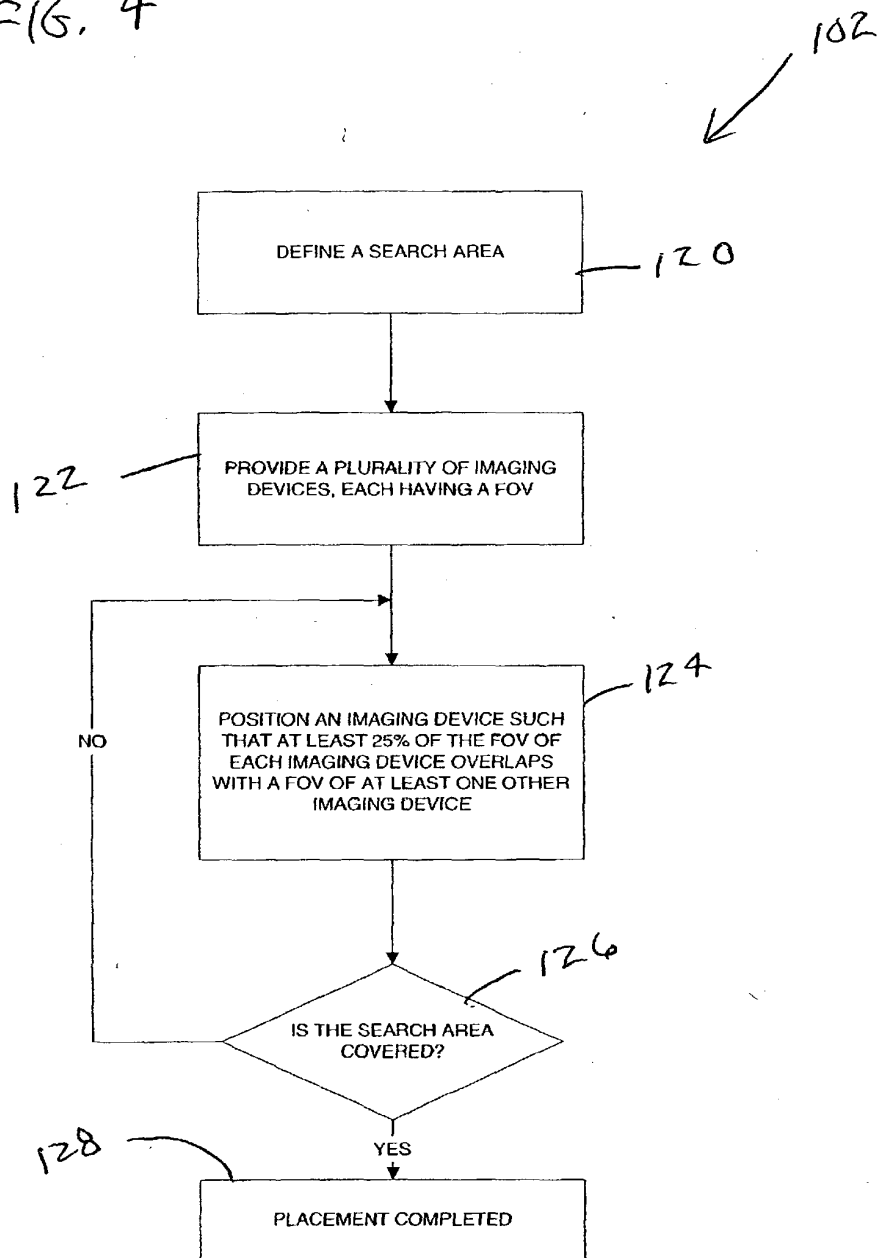 FIG. 4
102
DEFINE A SEARCH AREA
120
122
PROVIDE A PLURALITY OF IMAGING
DEVICES, EACH HAVING A FOV
124
POSITION AN IMAGING DEVICE SUCH
THAT AT LEAST 25% OF THE FOV OF
EACH IMAGING DEVICE OVERLAPS
WITH A FOV OF AT LEAST ONE OTHER
IMAGING DEVICE
NO
126
IS THE SEARCH AREA
COVERED?
YES
128
PLACEMENT COMPLETED